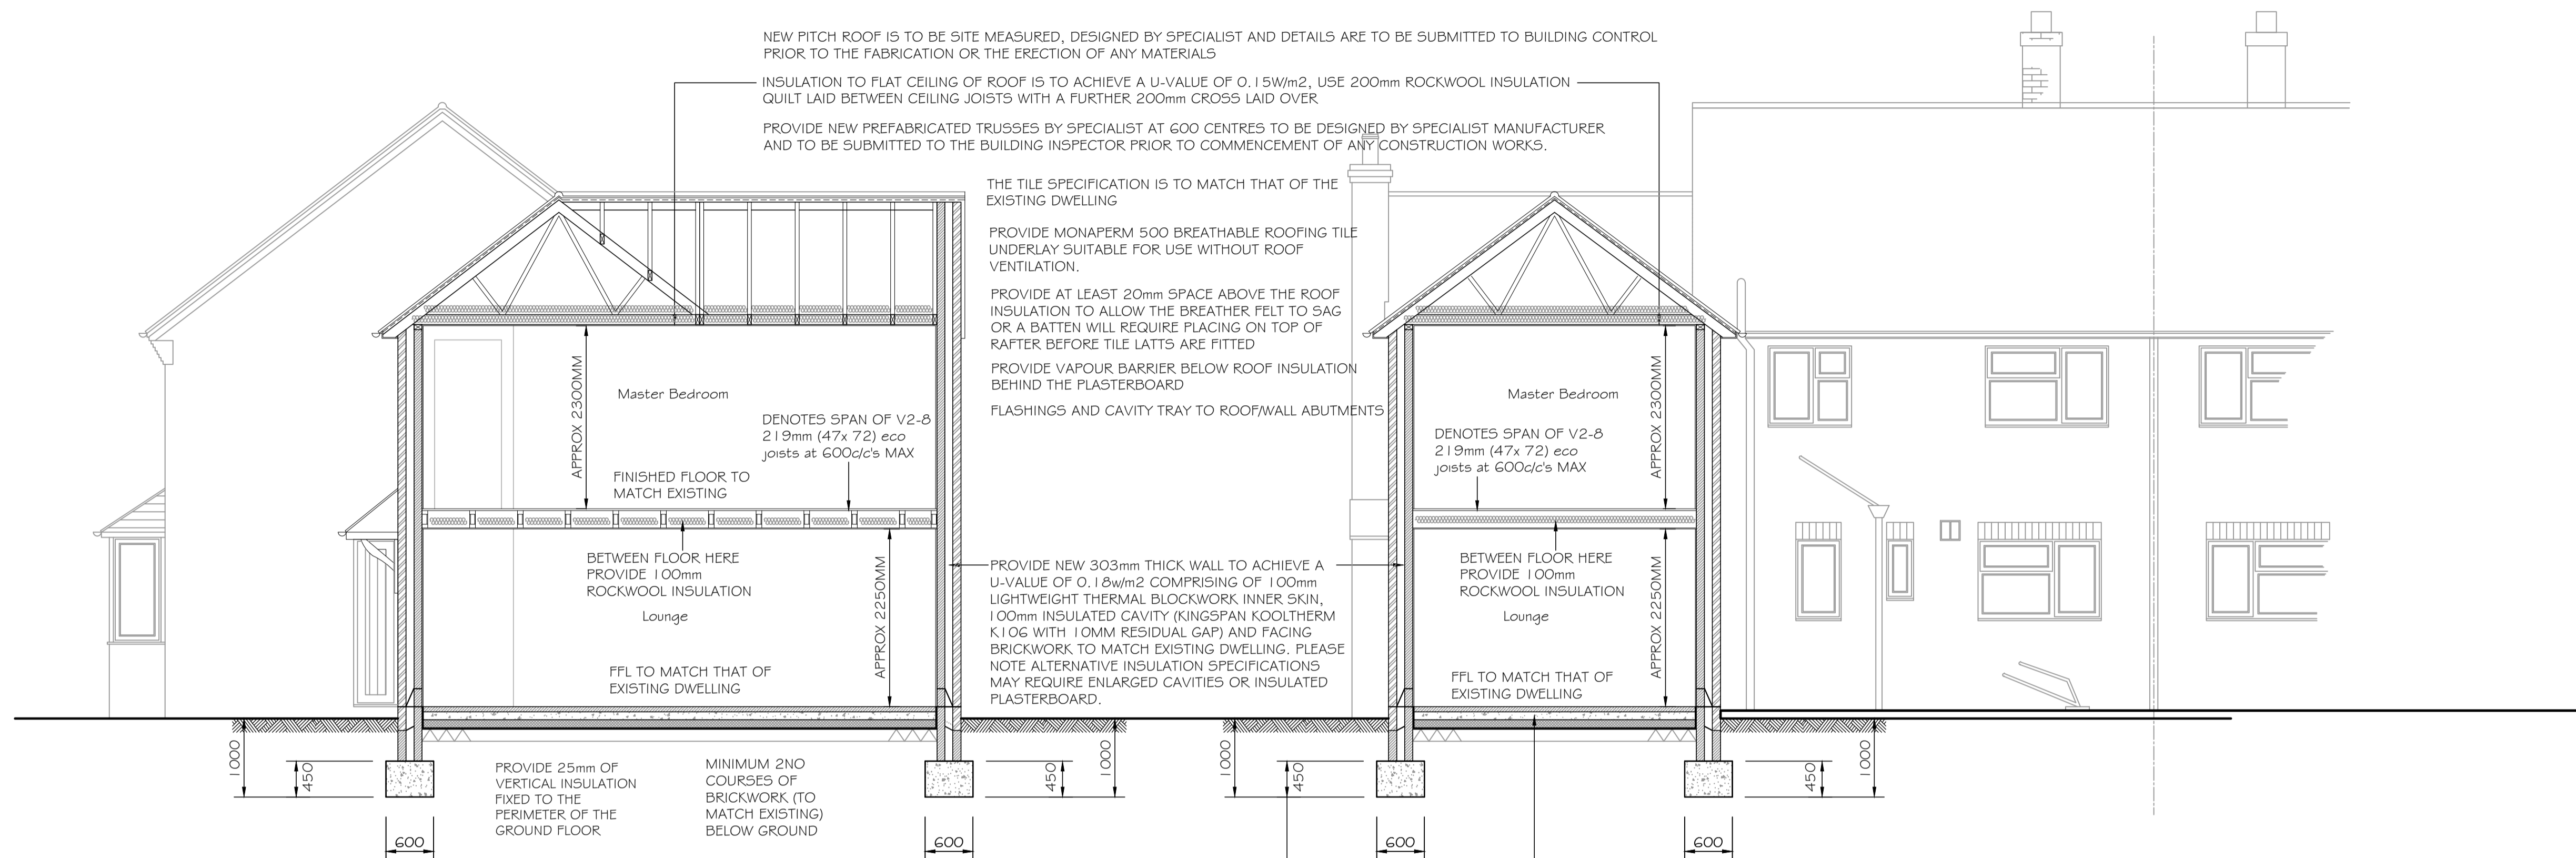 NEW PITCH ROOF IS TO BE SITE MEASURED, DESIGNED BY SPECIALIST AND DETAILS ARE TO BE SUBMITTED TO BUILDING CONTROL
PRIOR TO THE FABRICATION OR THE ERECTION OF ANY MATERIALS
INSULATION TO FLAT CEILING OF ROOF IS TO ACHIEVE A U-VALUE OF 0.15W/m2, USE 200mm ROCKWOOL INSULATION
QUILT LAID BETWEEN CEILING JOISTS WITH A FURTHER 200mm CROSS LAID OVER
PROVIDE NEW PREFABRICATED TRUSSES BY SPECIALIST AT 600 CENTRES TO BE DESIGNED BY SPECIALIST MANUFACTURER
AND TO BE SUBMITTED TO THE BUILDING INSPECTOR PRIOR TO COMMENCEMENT OF ANY CONSTRUCTION WORKS.
THE TILE SPECIFICATION IS TO MATCH THAT OF THE
EXISTING DWELLING
PROVIDE MONAPERM 500 BREATHABLE ROOFING TILE
UNDERLAY SUITABLE FOR USE WITHOUT ROOF
VENTILATION.
PROVIDE AT LEAST 20mm SPACE ABOVE THE ROOF
INSULATION TO ALLOW THE BREATHER FELT TO SAG
OR A BATTEN WILL REQUIRE PLACING ON TOP OF
RAFTER BEFORE TILE LATTS ARE FITTED
PROVIDE VAPOUR BARRIER BELOW ROOF INSULATION
BEHIND THE PLASTERBOARD
FLASHINGS AND CAVITY TRAY TO ROOF/WALL ABUTMENTS
APPROX 2300MM
Master Bedroom
DENOTES SPAN OF V2-8
219mm (47x 72) eco
joists at 600c/c's MAX
FINISHED FLOOR TO
MATCH EXISTING
BETWEEN FLOOR HERE
PROVIDE 100mm
ROCKWOOL INSULATION
Lounge
APPROX 2250MM
FFL TO MATCH THAT OF
EXISTING DWELLING
PROVIDE NEW 303mm THICK WALL TO ACHIEVE A
U-VALUE OF 0.18w/m2 COMPRISING OF 100mm
LIGHTWEIGHT THERMAL BLOCKWORK INNER SKIN,
100mm INSULATED CAVITY (KINGSPAN KOOLTHERM
K106 WITH 10MM RESIDUAL GAP) AND FACING
BRICKWORK TO MATCH EXISTING DWELLING. PLEASE
NOTE ALTERNATIVE INSULATION SPECIFICATIONS
MAY REQUIRE ENLARGED CAVITIES OR INSULATED
PLASTERBOARD.
Master Bedroom
APPROX 2300MM
DENOTES SPAN OF V2-8
219mm (47x 72) eco
joists at 600c/c's MAX
BETWEEN FLOOR HERE
PROVIDE 100mm
ROCKWOOL INSULATION
Lounge
APPROX 2250MM
FFL TO MATCH THAT OF
EXISTING DWELLING
1000
450
PROVIDE 25mm OF
VERTICAL INSULATION
FIXED TO THE
PERIMETER OF THE
GROUND FLOOR
MINIMUM 2NO
COURSES OF
BRICKWORK (TO
MATCH EXISTING)
BELOW GROUND
450
1000
1000
450
450
1000
600
600
600
600